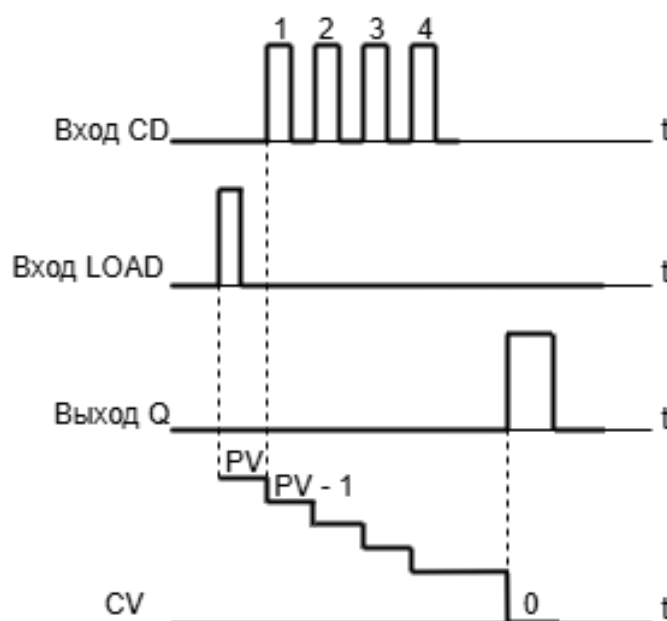 1 2 3 4
Вход CD t
Вход LOAD t
Выход Q t
PV
PV - 1
CV 0 t